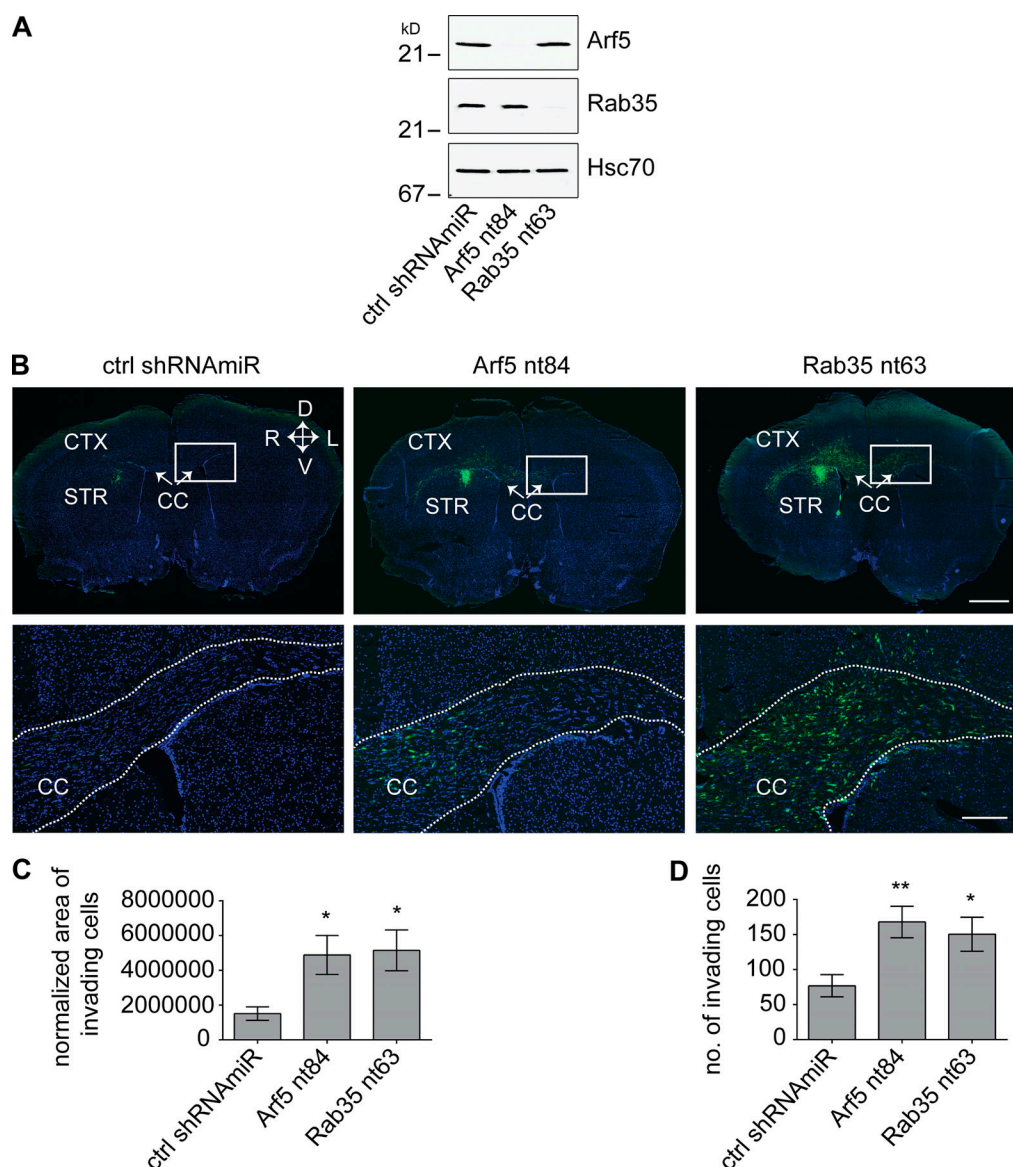 A
kD
21
Arf5
21
Rab35
67
Hsc70
ctrl shRNAmiR
Arf5 nt84
Rab35 nt63
B
ctrl shRNAmiR
Arf5 nt84
Rab35 nt63
CTX
STR
CC
D
R L
V
CTX
STR
CC
CTX
STR
CC
CC
CC
CC
C
normalized area of
invading cells
8000000
6000000
4000000
2000000
0
*
*
ctrl shRNAmiR
Arf5 nt84
Rab35 nt63
D
no. of invading cells
200
150
100
50
0
**
*
ctrl shRNAmiR
Arf5 nt84
Rab35 nt63